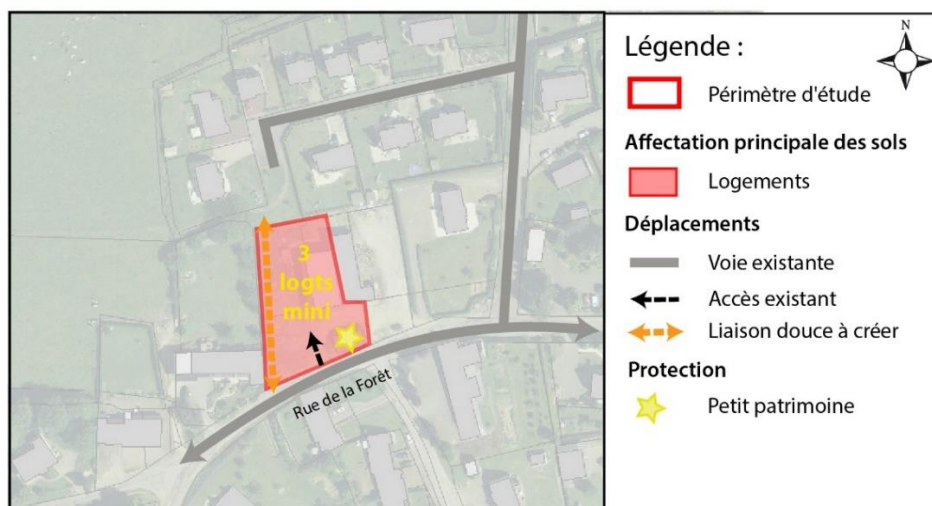 3
logts
mini
Rue de la Forêt
Légende :
N
Périmètre d'étude
Affectation principale des sols
Logements
Déplacements
Voie existante
Accès existant
Liaison douce à créer
Protection
Petit patrimoine